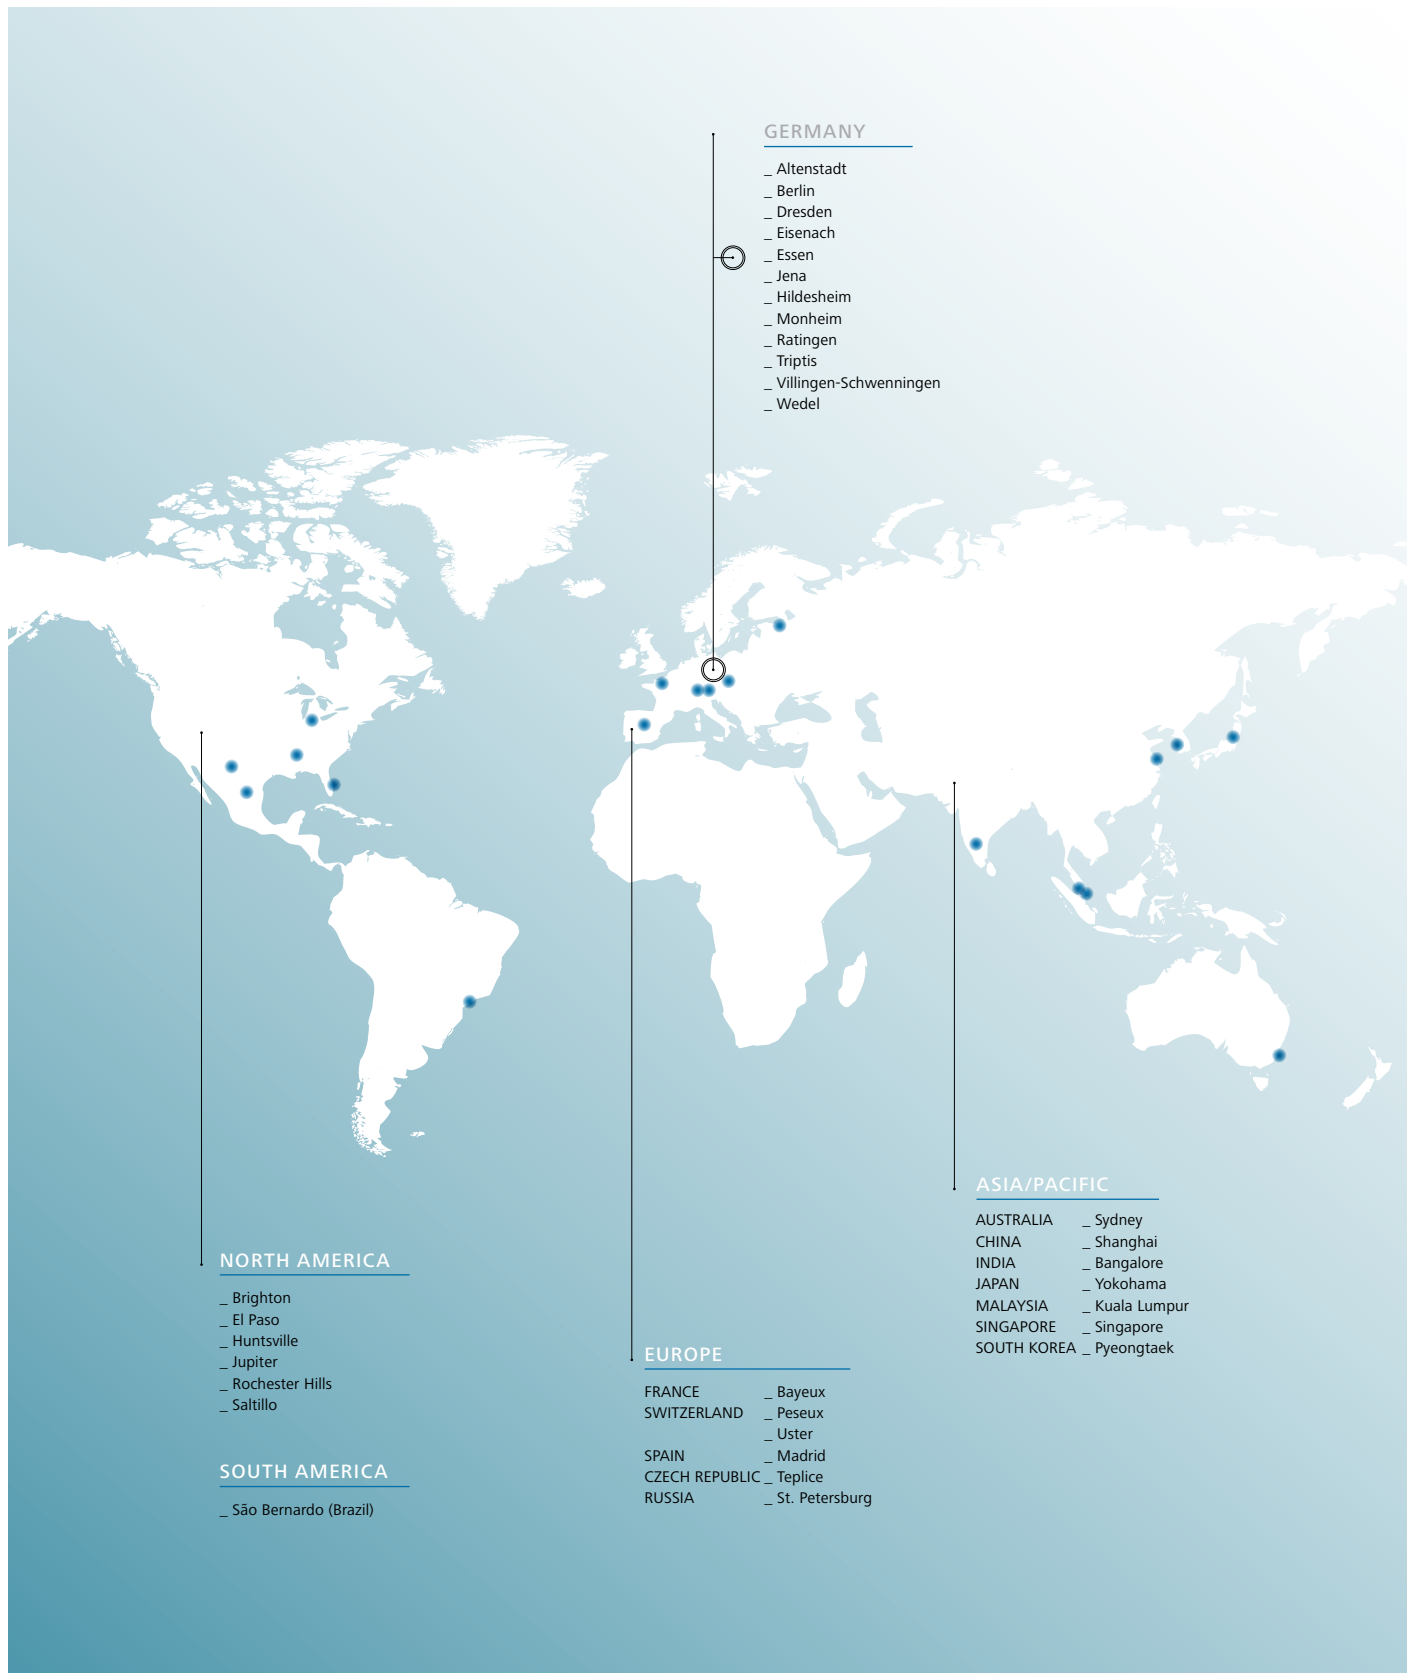 GERMANY
_ Altenstadt
_ Berlin
_ Dresden
_ Eisenach
_ Essen
_ Jena
_ Hildesheim
_ Monheim
_ Ratingen
_ Triptis
_ Villingen-Schwenningen
_ Wedel
NORTH AMERICA
_ Brighton
_ El Paso
_ Huntsville
_ Jupiter
_ Rochester Hills
_ Saltillo
SOUTH AMERICA
_ São Bernardo (Brazil)
EUROPE
FRANCE _ Bayeux
SWITZERLAND _ Peseux
_ Uster
SPAIN _ Madrid
CZECH REPUBLIC _ Teplice
RUSSIA _ St. Petersburg
ASIA/PACIFIC
AUSTRALIA _ Sydney
CHINA _ Shanghai
INDIA _ Bangalore
JAPAN _ Yokohama
MALAYSIA _ Kuala Lumpur
SINGAPORE _ Singapore
SOUTH KOREA _ Pyeongtaek